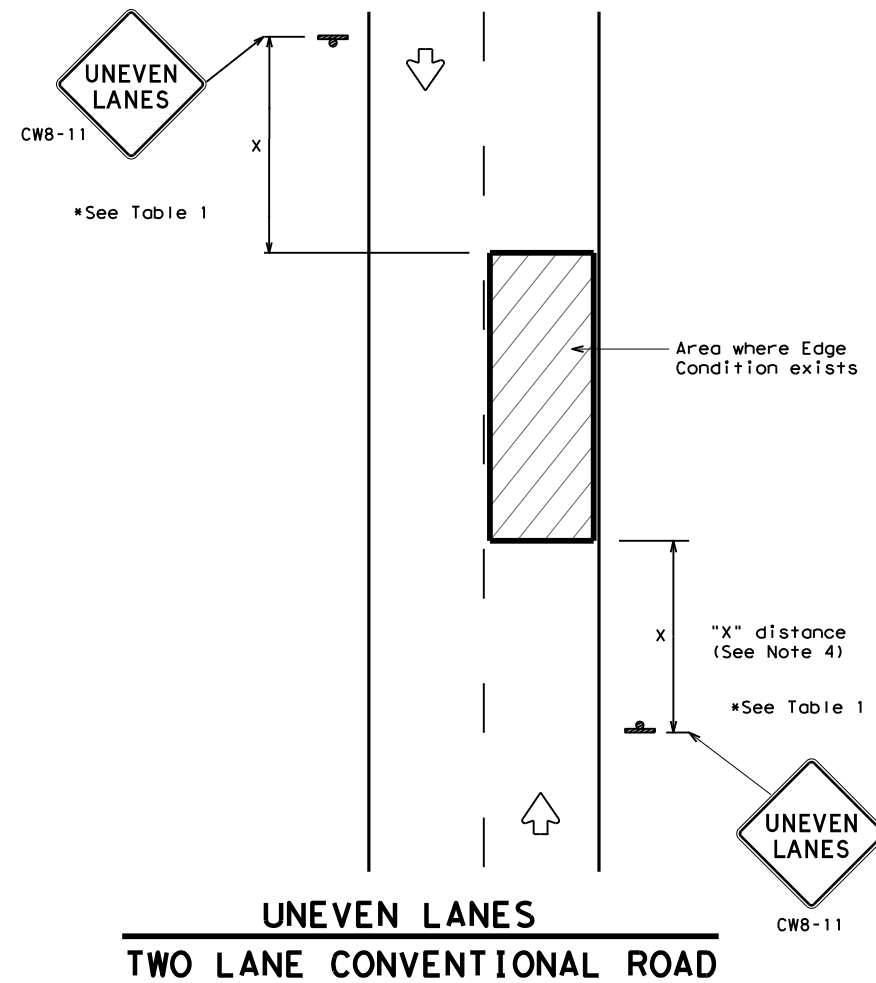 UNEVEN
LANES
CW8-11
X
*See Table 1
Area where Edge
Condition exists
X
"X" distance
(See Note 4)
*See Table 1
UNEVEN
LANES
CW8-11
UNEVEN LANES
TWO LANE CONVENTIONAL ROAD